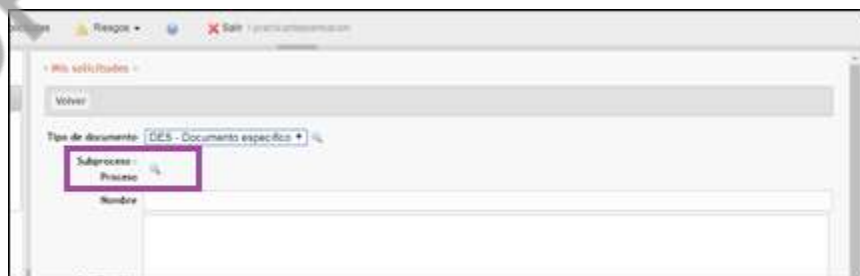 Riesgos Salir
- Mis solicitudes -
Volver
Tipo de documento DES - Documento específico
Subproceso -
Proceso
Nombre